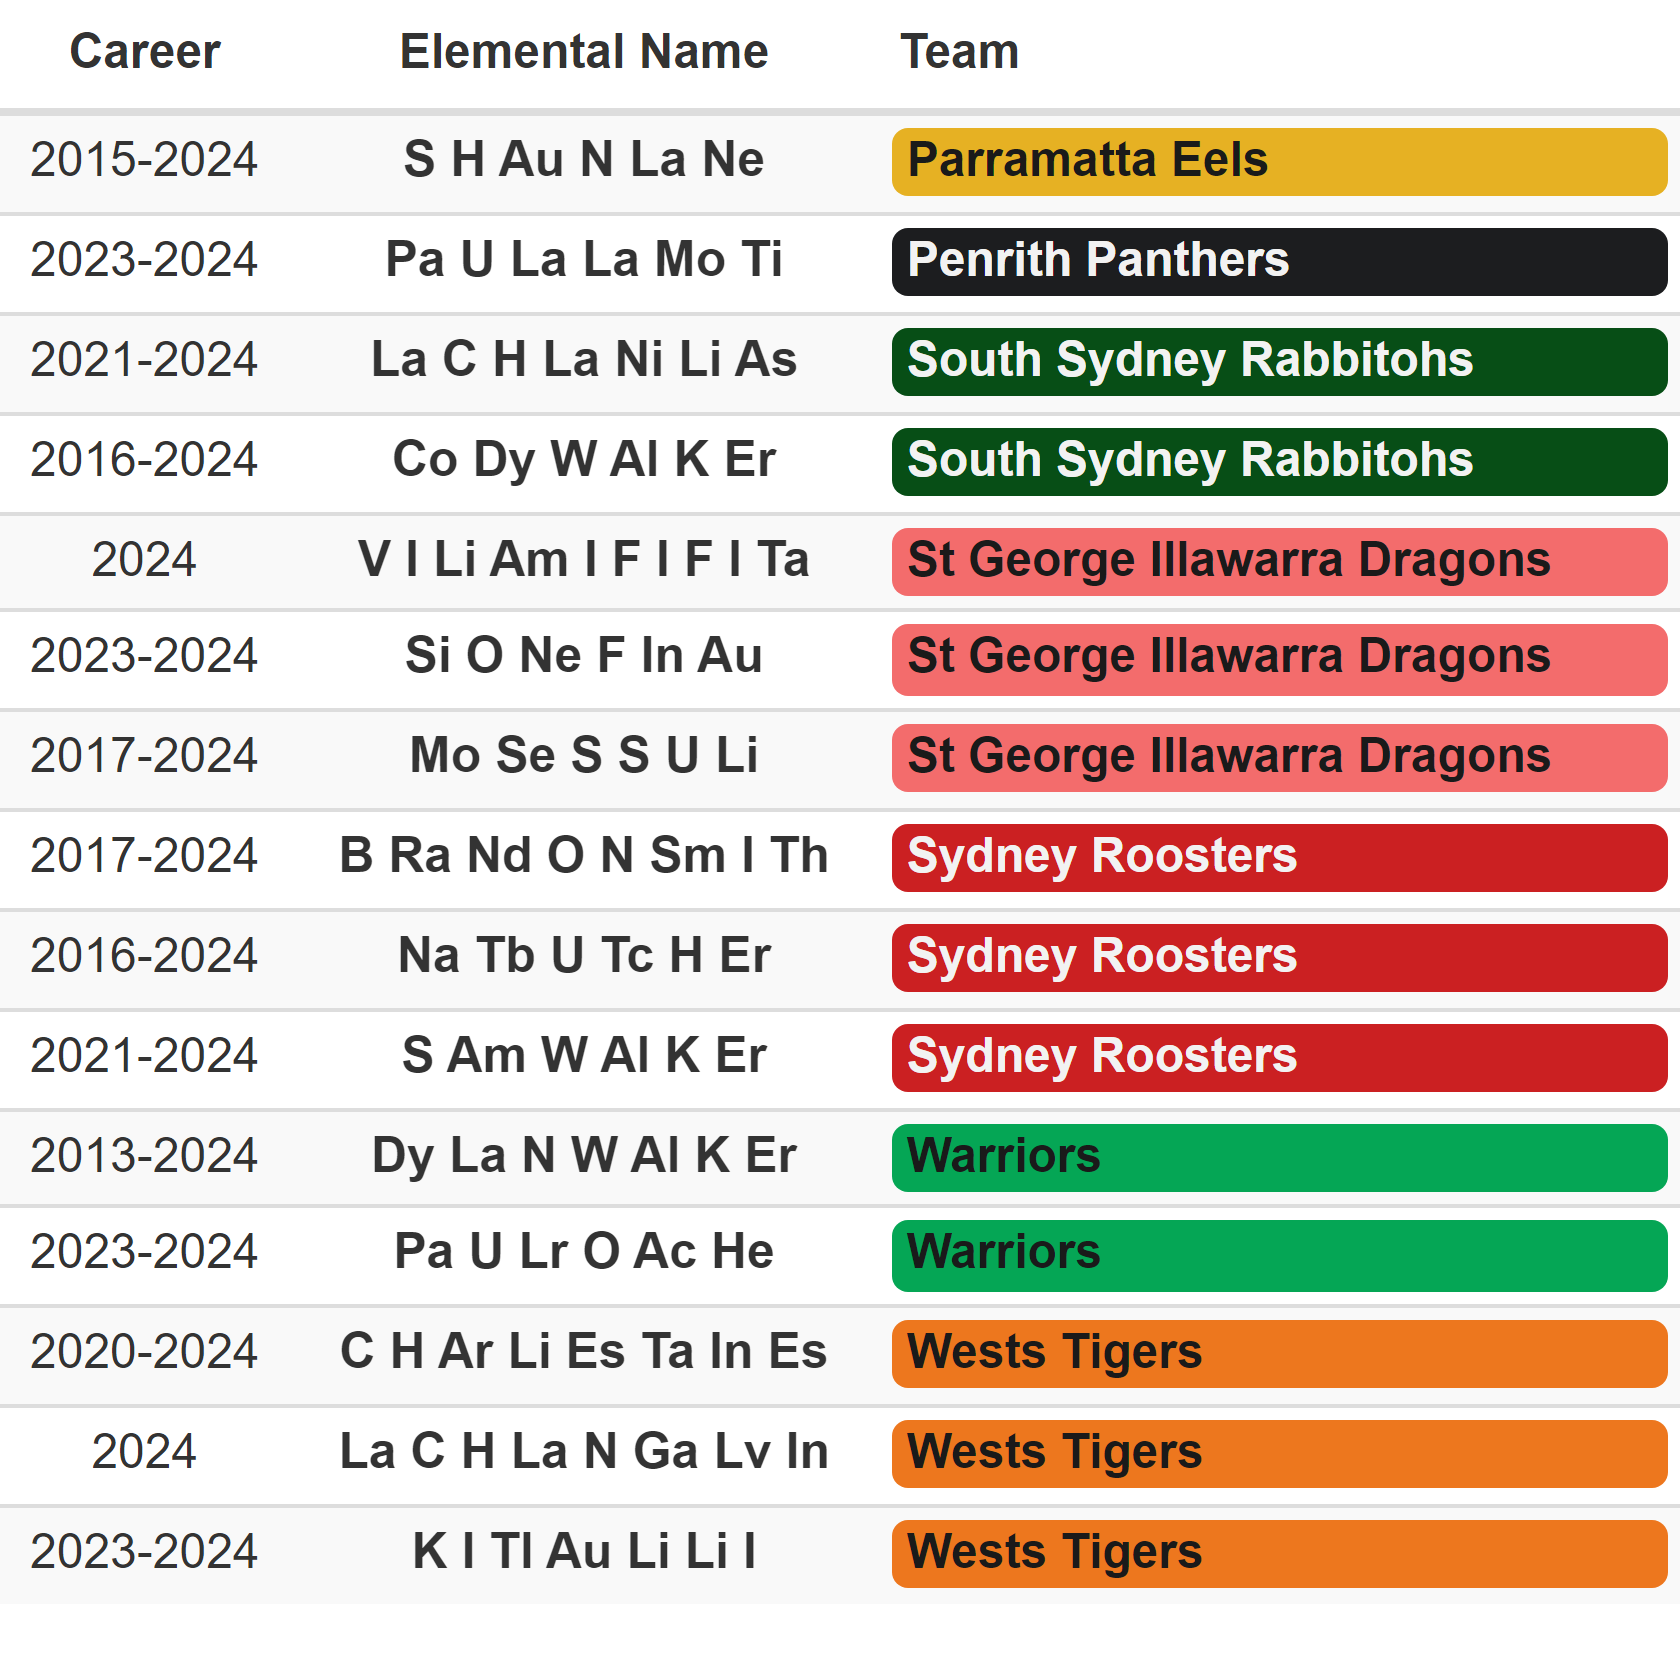 Career Elemental Name Team
2015-2024 S H Au N La Ne Parramatta Eels
2023-2024 Pa U La La Mo Ti Penrith Panthers
2021-2024 La C H La Ni Li As South Sydney Rabbitohs
2016-2024 Co Dy W Al K Er South Sydney Rabbitohs
2024 V I Li Am I F I F I Ta St George Illawarra Dragons
2023-2024 Si O Ne F In Au St George Illawarra Dragons
2017-2024 Mo Se S S U Li St George Illawarra Dragons
2017-2024 B Ra Nd O N Sm I Th Sydney Roosters
2016-2024 Na Tb U Tc H Er Sydney Roosters
2021-2024 S Am W Al K Er Sydney Roosters
2013-2024 Dy La N W Al K Er Warriors
2023-2024 Pa U Lr O Ac He Warriors
2020-2024 C H Ar Li Es Ta In Es Wests Tigers
2024 La C H La N Ga Lv In Wests Tigers
2023-2024 K I Tl Au Li Li I Wests Tigers